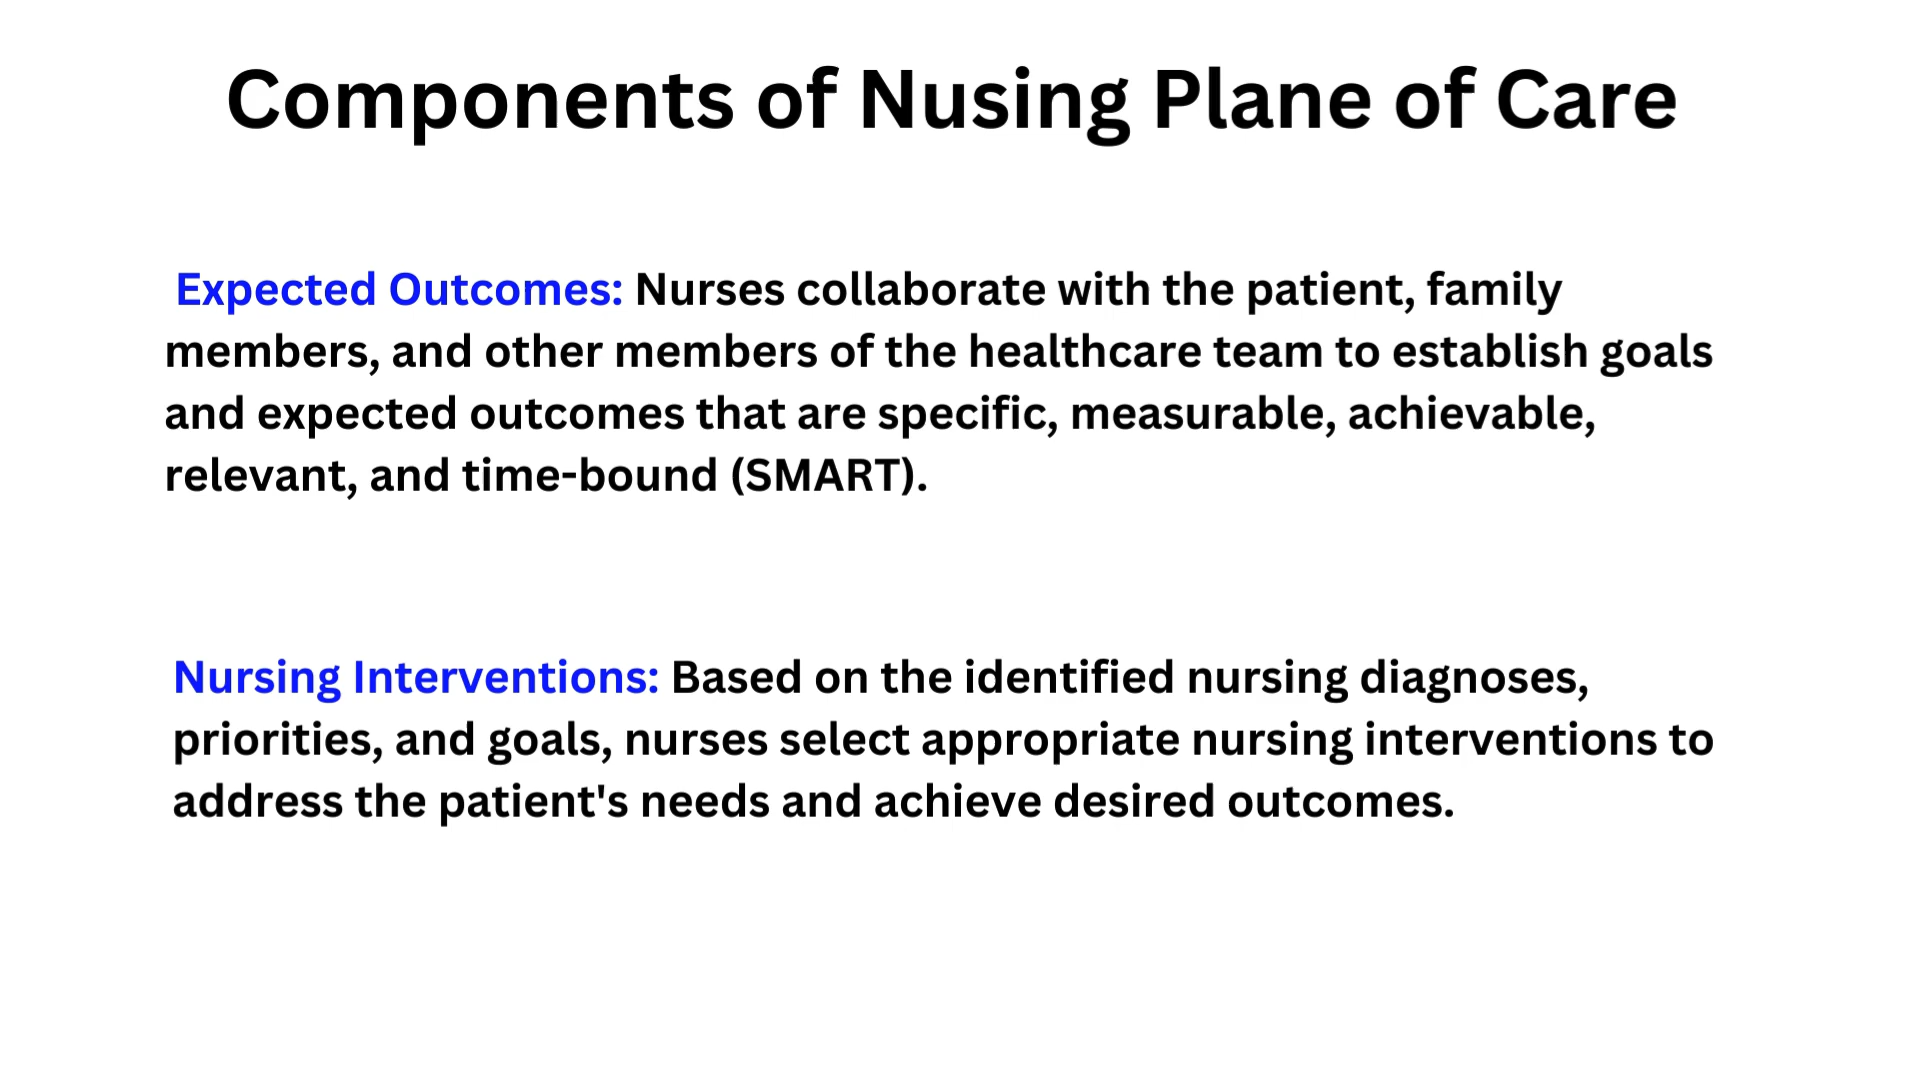 Components of Nusing Plane of Care
Expected Outcomes: Nurses collaborate with the patient, family
members, and other members of the healthcare team to establish goals
and expected outcomes that are specific, measurable, achievable,
relevant, and time-bound (SMART).
Nursing Interventions: Based on the identified nursing diagnoses,
priorities, and goals, nurses select appropriate nursing interventions to
address the patient's needs and achieve desired outcomes.